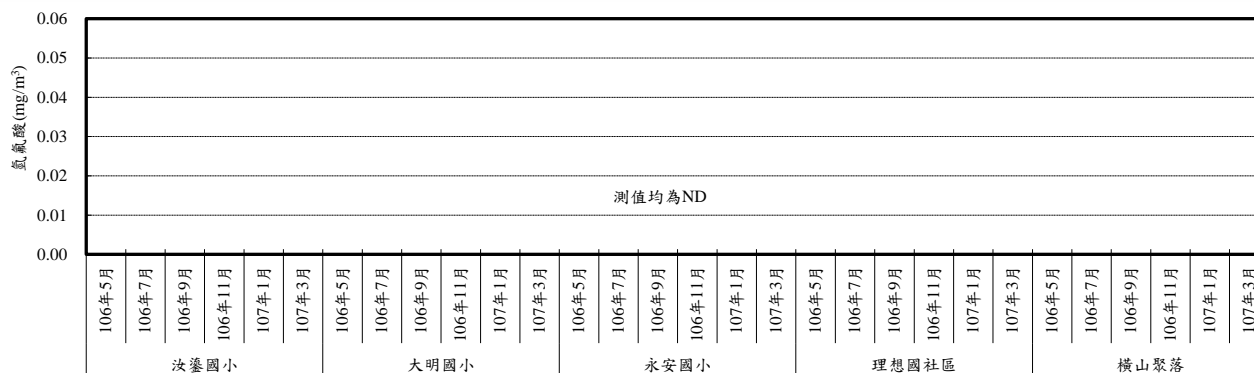 0.06
0.05
0.04
0.03
0.02
0.01
0.00
氫氟酸(mg/m³)
測值均為ND
106年5月
106年7月
106年9月
106年11月
107年1月
107年3月
106年5月
106年7月
106年9月
106年11月
107年1月
107年3月
106年5月
106年7月
106年9月
106年11月
107年1月
107年3月
106年5月
106年7月
106年9月
106年11月
107年1月
107年3月
106年5月
106年7月
106年9月
106年11月
107年1月
107年3月
汝鎏國小
大明國小
永安國小
理想國社區
橫山聚落